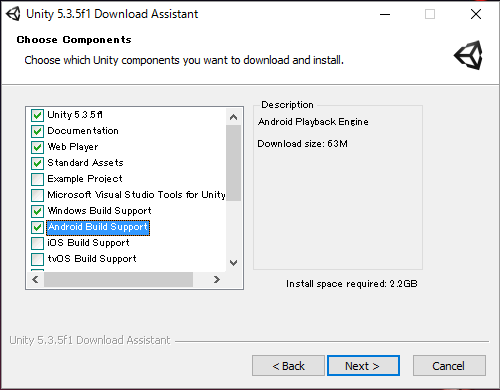 Unity 5.3.5f1 Download Assistant
Choose Components
Choose which Unity components you want to download and install.
Unity 5.3.5f1
Documentation
Web Player
Standard Assets
Example Project
Microsoft Visual Studio Tools for Unity
Windows Build Support
Android Build Support
iOS Build Support
tvOS Build Support
Description
Android Playback Engine
Download size: 63M
Install space required: 2.2GB
Unity 5.3.5f1 Download Assistant
< Back
Next >
Cancel